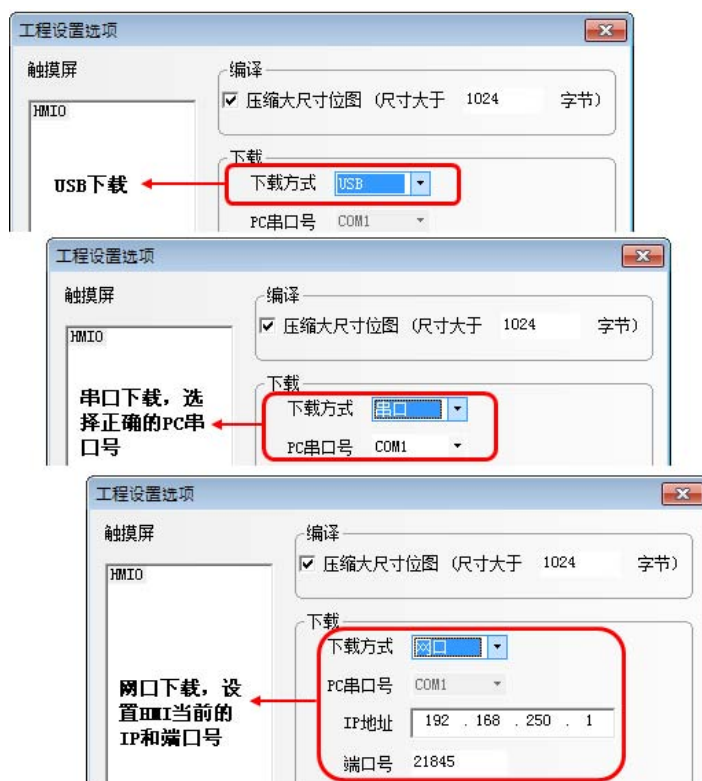 工程设置选项
触摸屏
HMI0
USB下载
编译
压缩大尺寸位图（尺寸大于 1024 字节）
下载
下载方式 USB
PC串口号 COM1
工程设置选项
触摸屏
HMI0
串口下载，选
择正确的PC串
口号
编译
压缩大尺寸位图（尺寸大于 1024 字节）
下载
下载方式 串口
PC串口号 COM1
工程设置选项
触摸屏
HMI0
网口下载，设
置HMI当前的
IP和端口号
编译
压缩大尺寸位图（尺寸大于 1024 字节）
下载
下载方式 网口
PC串口号 COM1
IP地址 192 . 168 . 250 . 1
端口号 21845